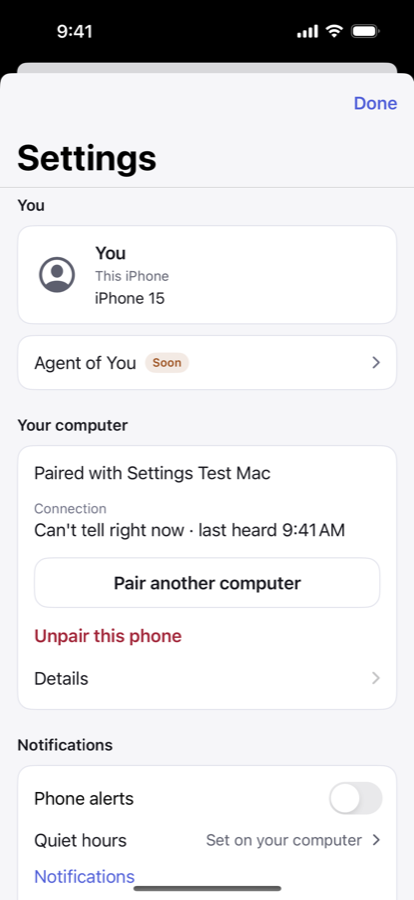 9:41
Done
Settings
You
You
This iPhone
iPhone 15
Agent of You Soon
Your computer
Paired with Settings Test Mac
Connection
Can't tell right now · last heard 9:41 AM
Pair another computer
Unpair this phone
Details
Notifications
Phone alerts
Quiet hours Set on your computer
Notifications